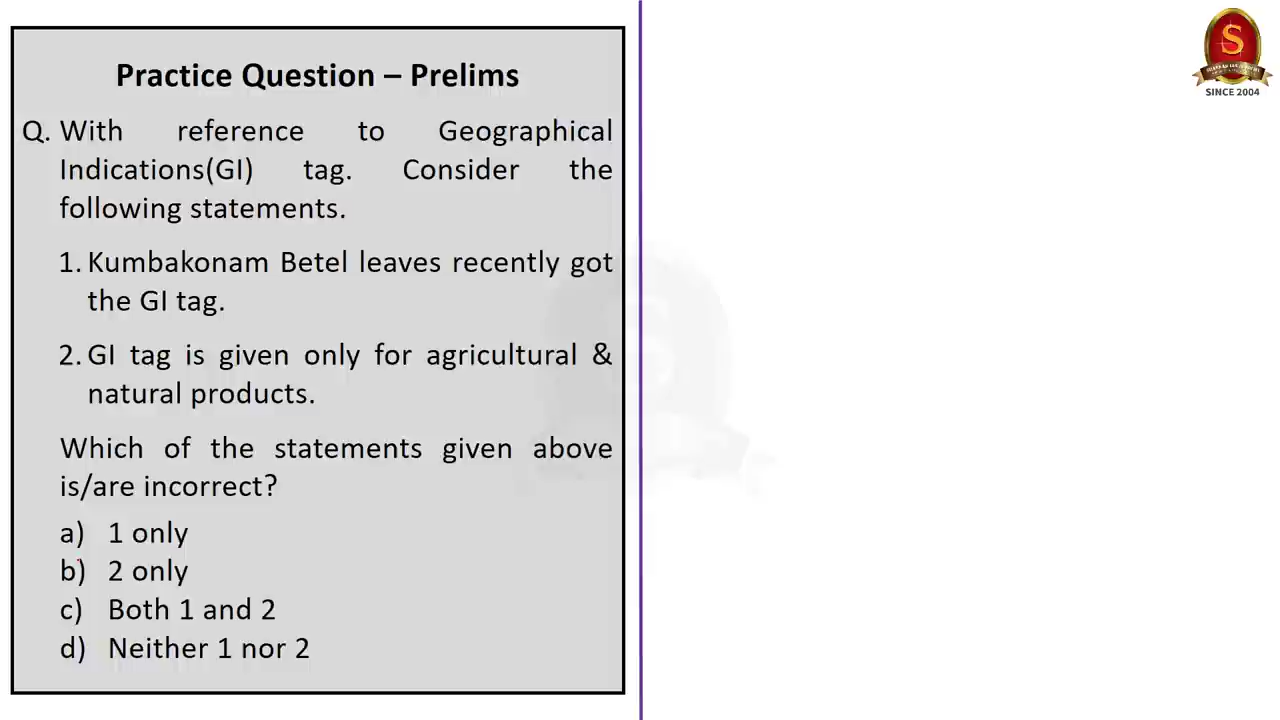 Practice Question – Prelims
Q. With reference to Geographical
Indications(GI) tag. Consider the
following statements.
1. Kumbakonam Betel leaves recently got
the GI tag.
2. GI tag is given only for agricultural &
natural products.
Which of the statements given above
is/are incorrect?
a) 1 only
b) 2 only
c) Both 1 and 2
d) Neither 1 nor 2
S
SINCE 2004